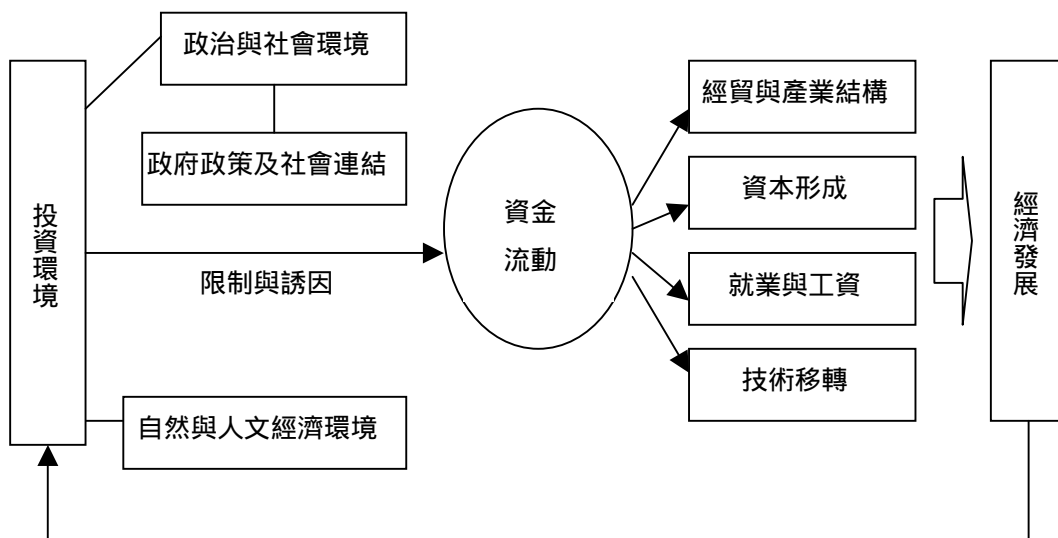 政治與社會環境
政府政策及社會連結
投資環境
限制與誘因
自然與人文經濟環境
資金
流動
經貿與產業結構
資本形成
就業與工資
技術移轉
經濟發展